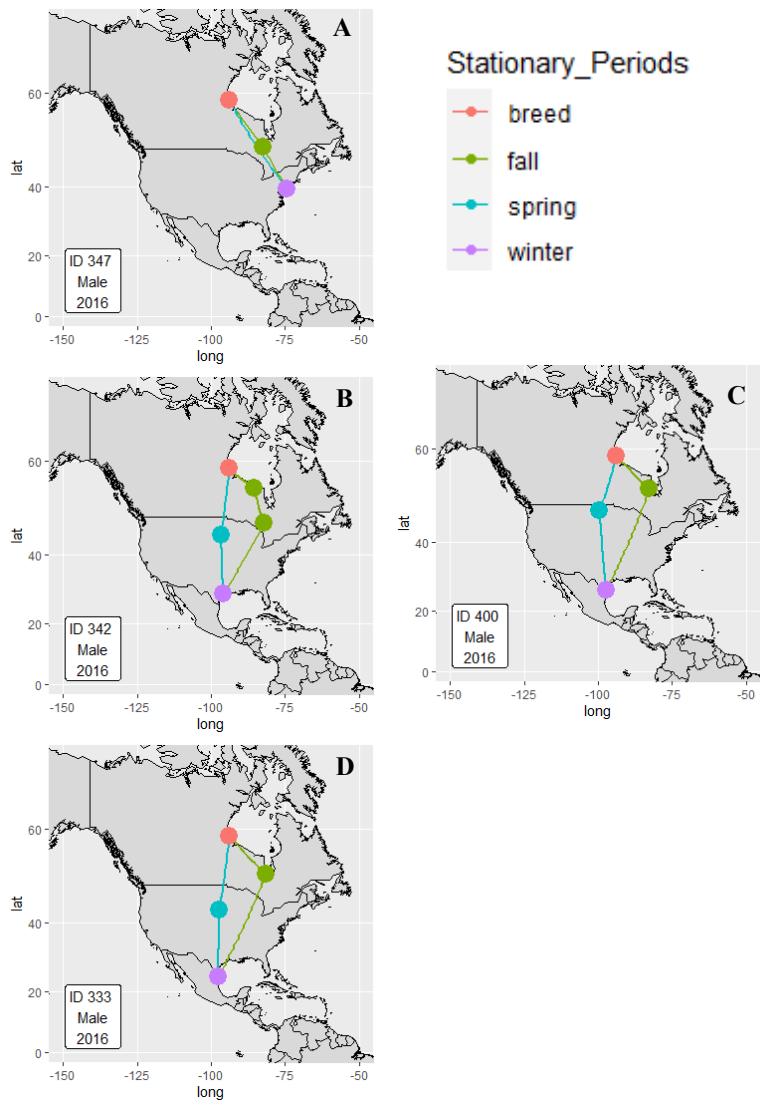 A
60
40
20
0
lat
ID 347
Male
2016
-150
-125
-100
-75
-50
long
Stationary_Periods
breed
fall
spring
winter
B
60
40
20
0
lat
ID 342
Male
2016
-150
-125
-100
-75
-50
long
C
60
40
20
0
lat
ID 400
Male
2016
-150
-125
-100
-75
-50
long
D
60
40
20
0
lat
ID 333
Male
2016
-150
-125
-100
-75
-50
long